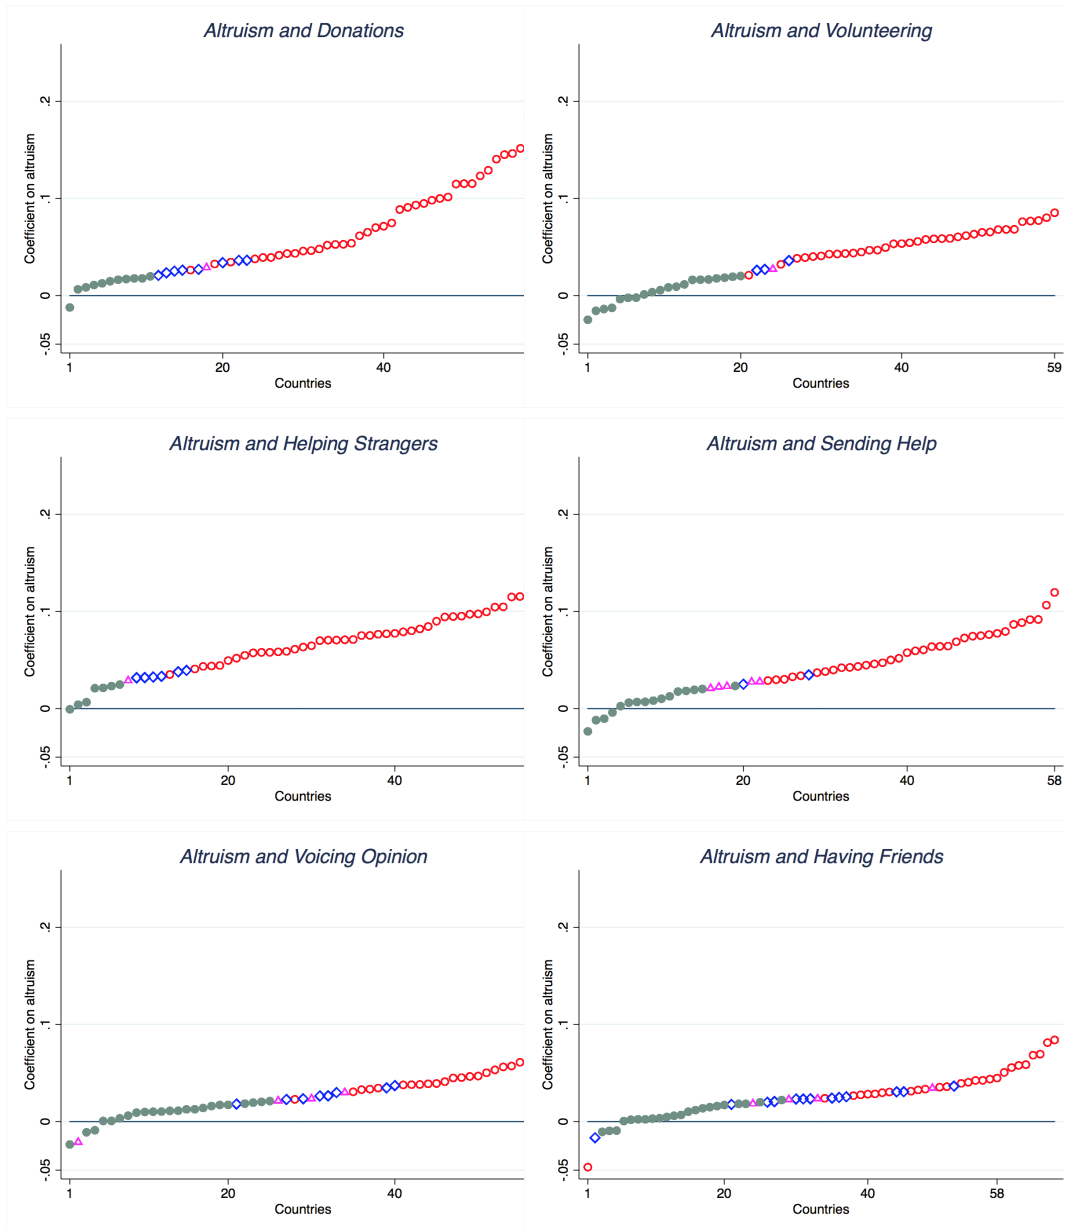 Altruism and Donations
Coefficient on altruism
.2
.1
0
-.05
1
20
40
Countries
Altruism and Volunteering
Coefficient on altruism
.2
.1
0
-.05
1
20
40
59
Countries
Altruism and Helping Strangers
Coefficient on altruism
.2
.1
0
-.05
1
20
40
Countries
Altruism and Sending Help
Coefficient on altruism
.2
.1
0
-.05
1
20
40
58
Countries
Altruism and Voicing Opinion
Coefficient on altruism
.2
.1
0
-.05
1
20
40
Countries
Altruism and Having Friends
Coefficient on altruism
.2
.1
0
-.05
1
20
40
58
Countries